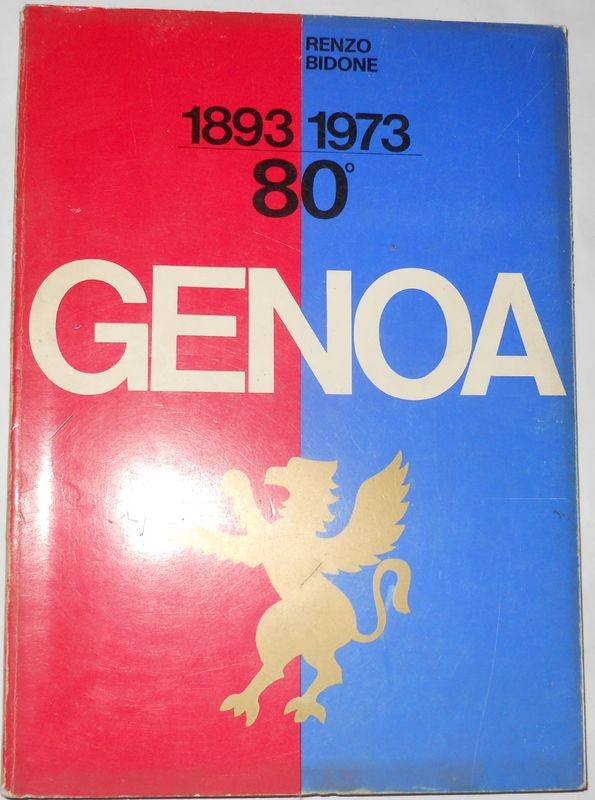 RENZO
BIDONE
1893 1973
80°
GENOA